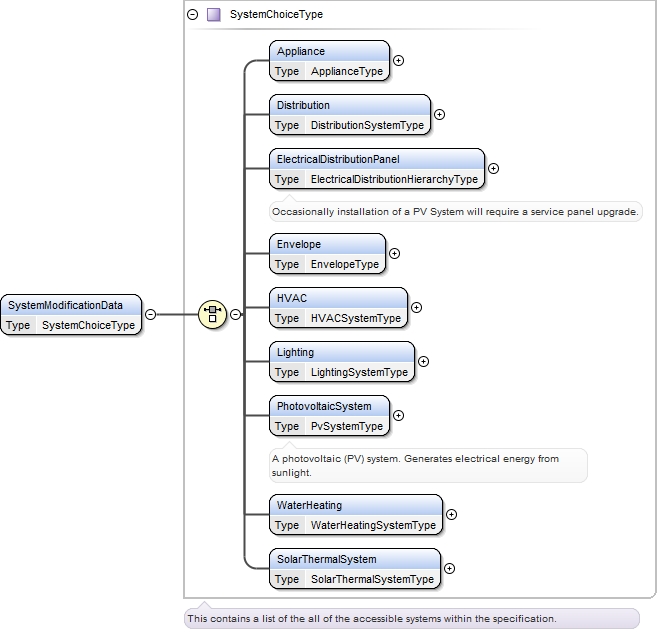 SystemChoiceType
Appliance
Type ApplianceType
Distribution
Type DistributionSystemType
ElectricalDistributionPanel
Type ElectricalDistributionHierarchyType
Occasionally installation of a PV System will require a service panel upgrade.
Envelope
Type EnvelopeType
SystemModificationData
Type SystemChoiceType
HVAC
Type HVACSystemType
Lighting
Type LightingSystemType
PhotovoltaicSystem
Type PvSystemType
A photovoltaic (PV) system. Generates electrical energy from
sunlight.
WaterHeating
Type WaterHeatingSystemType
SolarThermalSystem
Type SolarThermalSystemType
This contains a list of the all of the accessible systems within the specification.